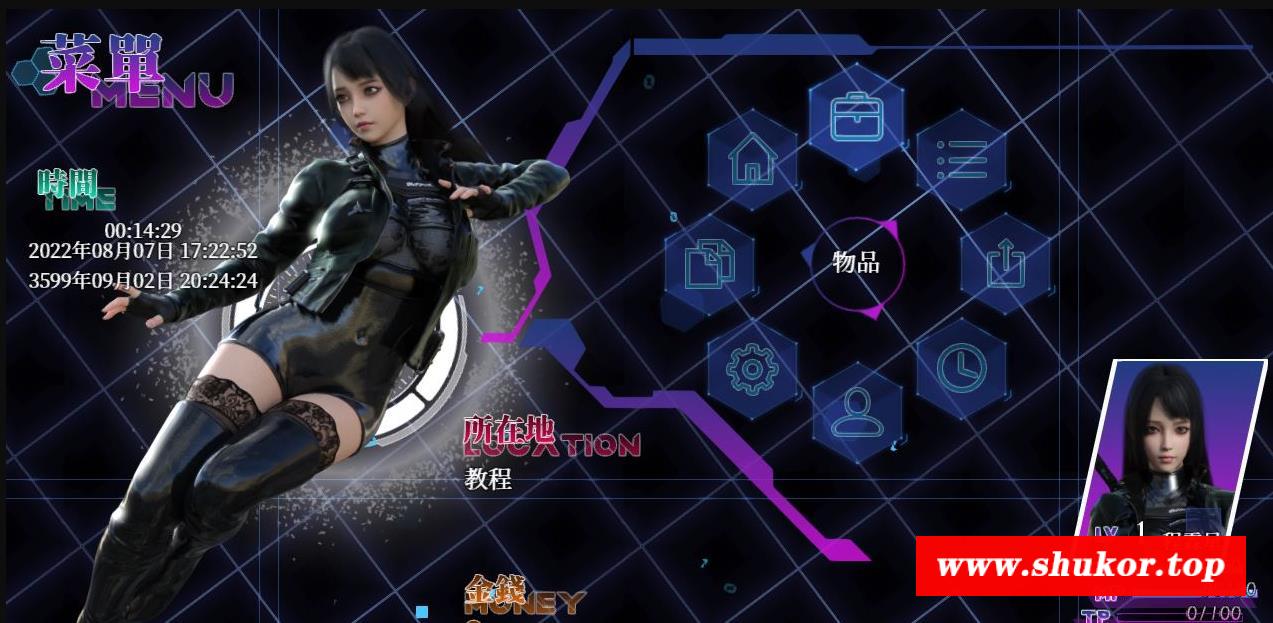 菜單
MENU
時間
TIME
00:14:29
2022年08月07日 17:22:52
3599年09月02日 20:24:24
物品
所在地
LOCATION
教程
金錢
MONEY
LV 1
www.shukor.top
TP 0/100